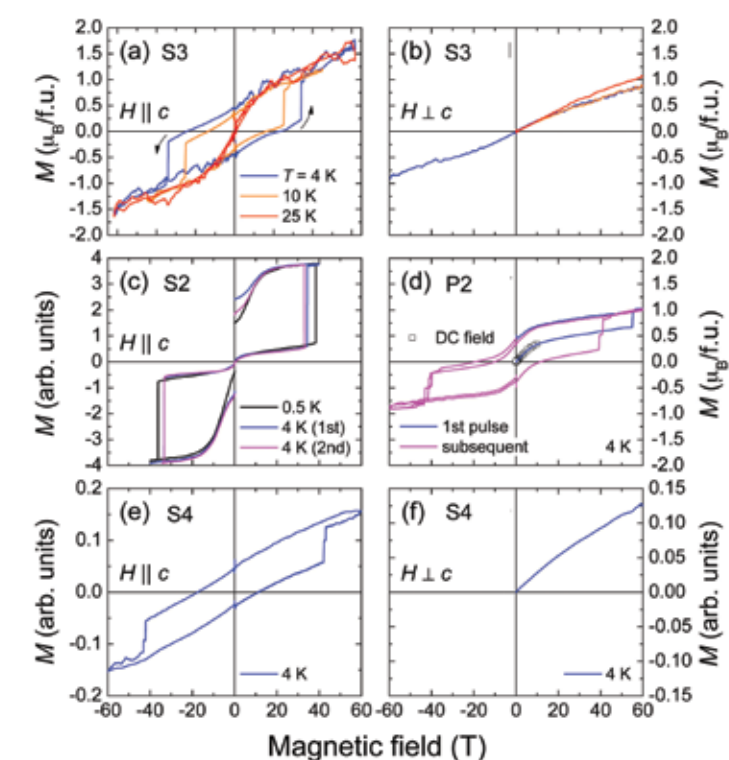 (a) S3
H || c
T = 4 K
10 K
25 K
M (μB/f.u.)
2.0
1.5
1.0
0.5
0.0
-0.5
-1.0
-1.5
-2.0
(b) S3
H ⊥ c
2.0
1.5
1.0
0.5
0.0
-0.5
-1.0
-1.5
-2.0
M (μB/f.u.)
(c) S2
H || c
0.5 K
4 K (1st)
4 K (2nd)
M (arb. units)
4
3
2
1
0
-1
-2
-3
-4
(d) P2
DC field
1st pulse
subsequent
4 K
2.0
1.5
1.0
0.5
0.0
-0.5
-1.0
-1.5
-2.0
M (μB/f.u.)
(e) S4
H || c
4 K
M (arb. units)
0.2
0.1
0.0
-0.1
-0.2
-60 -40 -20 0 20 40 60
(f) S4
H ⊥ c
4 K
0.15
0.10
0.05
0.00
-0.05
-0.10
-0.15
M (arb. units)
-40 -20 0 20 40 60
Magnetic field (T)